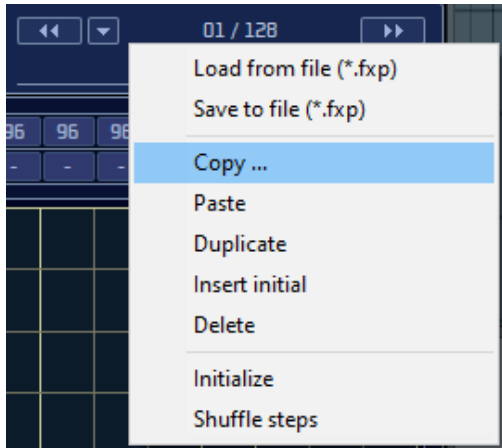 01 / 128
Load from file (*.fxp)
Save to file (*.fxp)
96 96 96
- - -
Copy ...
Paste
Duplicate
Insert initial
Delete
Initialize
Shuffle steps